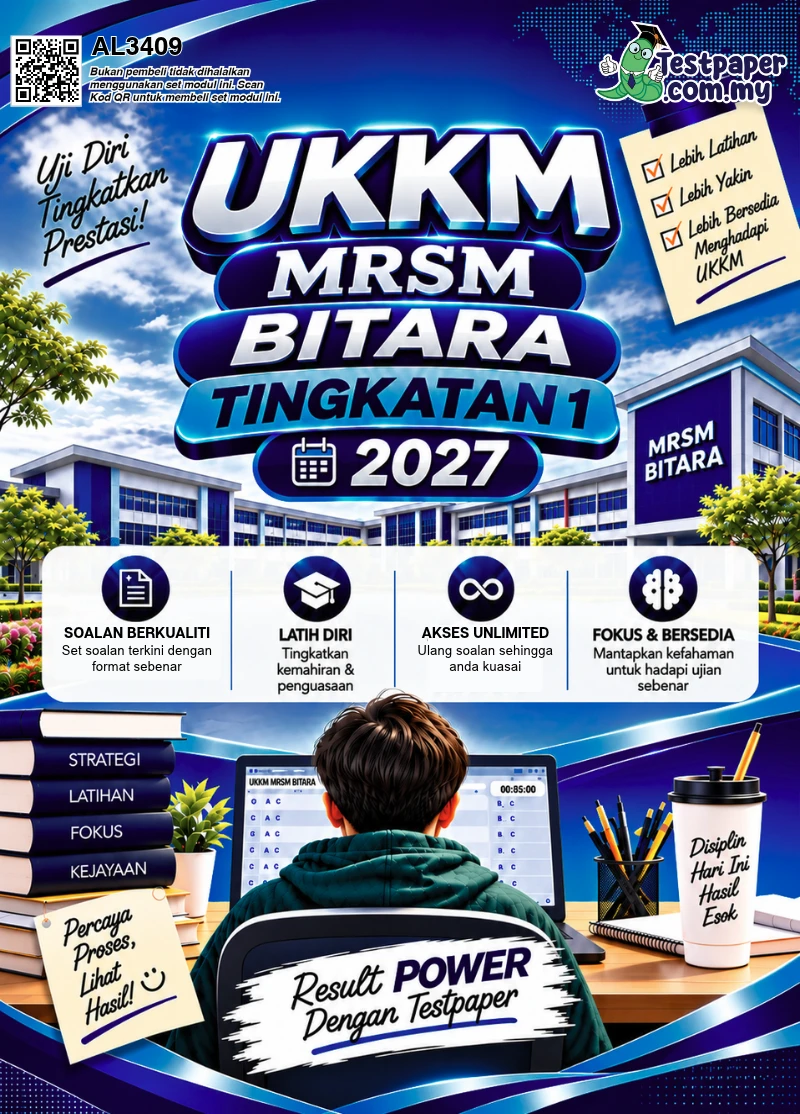 AL3409
Bukan pembeli tidak dihalalkan
menggunakan set modul ini. Scan
Kod QR untuk membeli set modul ini.
Testpaper
.com.my
Uji Diri
Tingkatkan
Prestasi!
UKKM
MRSM
BITARA
TINGKATAN 1
2027
Lebih Latihan
Lebih Yakin
Lebih Bersedia
Menghadapi
UKKM
MRSM
BITARA
SOALAN BERKUALITI
Set soalan terkini dengan
format sebenar
LATIH DIRI
Tingkatkan
kemahiran &
penguasaan
AKSES UNLIMITED
Ulang soalan sehingga
anda kuasai
FOKUS & BERSEDIA
Mantapkan kefahaman
untuk hadapi ujian
sebenar
STRATEGI
LATIHAN
FOKUS
KEJAYAAN
UKKM MRSM BITARA
00:85:00
Disiplin
Hari Ini
Hasil
Esok
Percaya
Proses,
Lihat
Hasil!
Result POWER
Dengan Testpaper